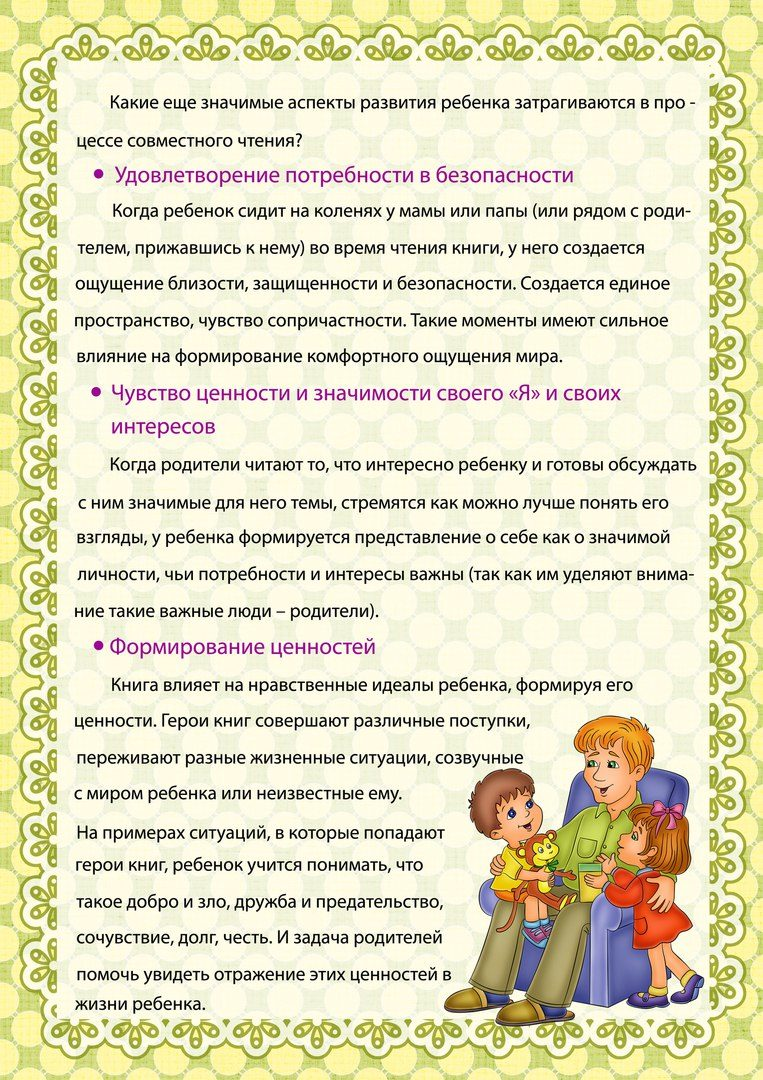 Какие еще значимые аспекты развития ребенка затрагиваются в про -
цессе совместного чтения?
• Удовлетворение потребности в безопасности
Когда ребенок сидит на коленях у мамы или папы (или рядом с роди-
телем, прижавшись к нему) во время чтения книги, у него создается
ощущение близости, защищенности и безопасности. Создается единое
пространство, чувство сопричастности. Такие моменты имеют сильное
влияние на формирование комфортного ощущения мира.
• Чувство ценности и значимости своего «Я» и своих
интересов
Когда родители читают то, что интересно ребенку и готовы обсуждать
с ним значимые для него темы, стремятся как можно лучше понять его
взгляды, у ребенка формируется представление о себе как о значимой
личности, чьи потребности и интересы важны (так как им уделяют внима-
ние такие важные люди – родители).
• Формирование ценностей
Книга влияет на нравственные идеалы ребенка, формируя его
ценности. Герои книг совершают различные поступки,
переживают разные жизненные ситуации, созвучные
с миром ребенка или неизвестные ему.
На примерах ситуаций, в которые попадают
герои книг, ребенок учится понимать, что
такое добро и зло, дружба и предательство,
сочувствие, долг, честь. И задача родителей
помочь увидеть отражение этих ценностей в
жизни ребенка.